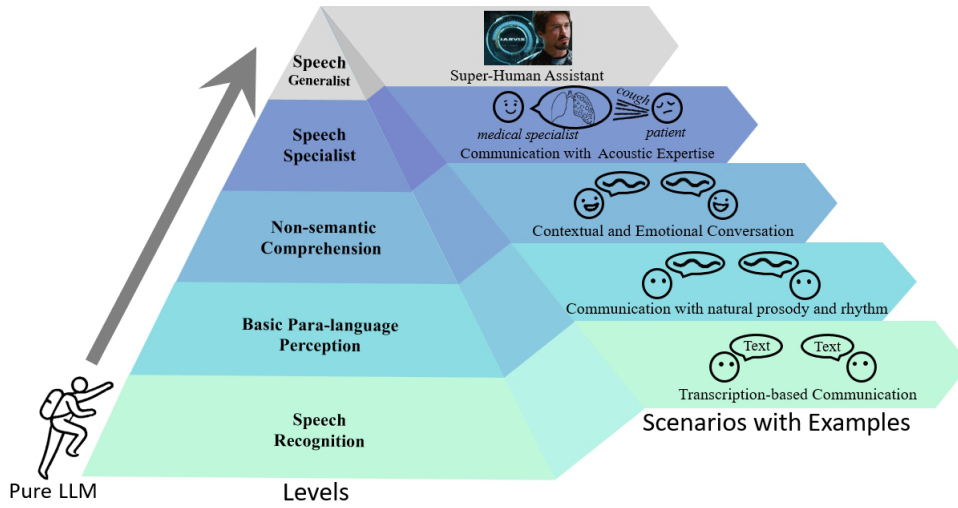 Speech
Generalist
JARVIS
Super-Human Assistant
Speech
Specialist
cough
medical specialist
patient
Communication with Acoustic Expertise
Non-semantic
Comprehension
Contextual and Emotional Conversation
Basic Para-language
Perception
Communication with natural prosody and rhythm
Speech
Recognition
Text
Text
Transcription-based Communication
Pure LLM
Levels
Scenarios with Examples